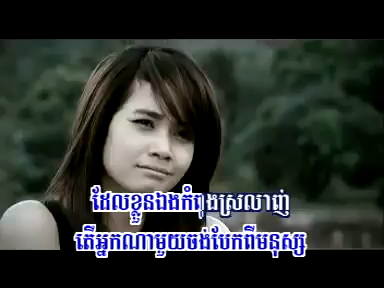 ដែលខ្លួនឯងកំពុងស្រលាញ់
តើអ្នកណាមួយចង់បែកពីមនុស្ស